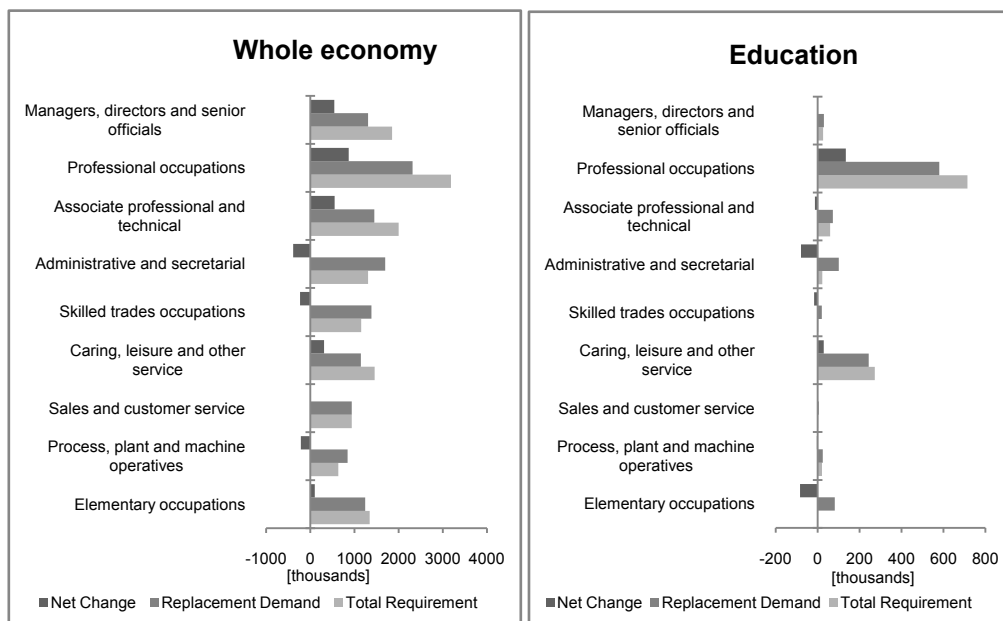 Whole economy
Managers, directors and senior
officials
Professional occupations
Associate professional and
technical
Administrative and secretarial
Skilled trades occupations
Caring, leisure and other
service
Sales and customer service
Process, plant and machine
operatives
Elementary occupations
-1000 0 1000 2000 3000 4000
[thousands]
Net Change Replacement Demand Total Requirement
Education
Managers, directors and
senior officials
Professional occupations
Associate professional and
technical
Administrative and secretarial
Skilled trades occupations
Caring, leisure and other
service
Sales and customer service
Process, plant and machine
operatives
Elementary occupations
-200 0 200 400 600 800
[thousands]
Net Change Replacement Demand Total Requirement